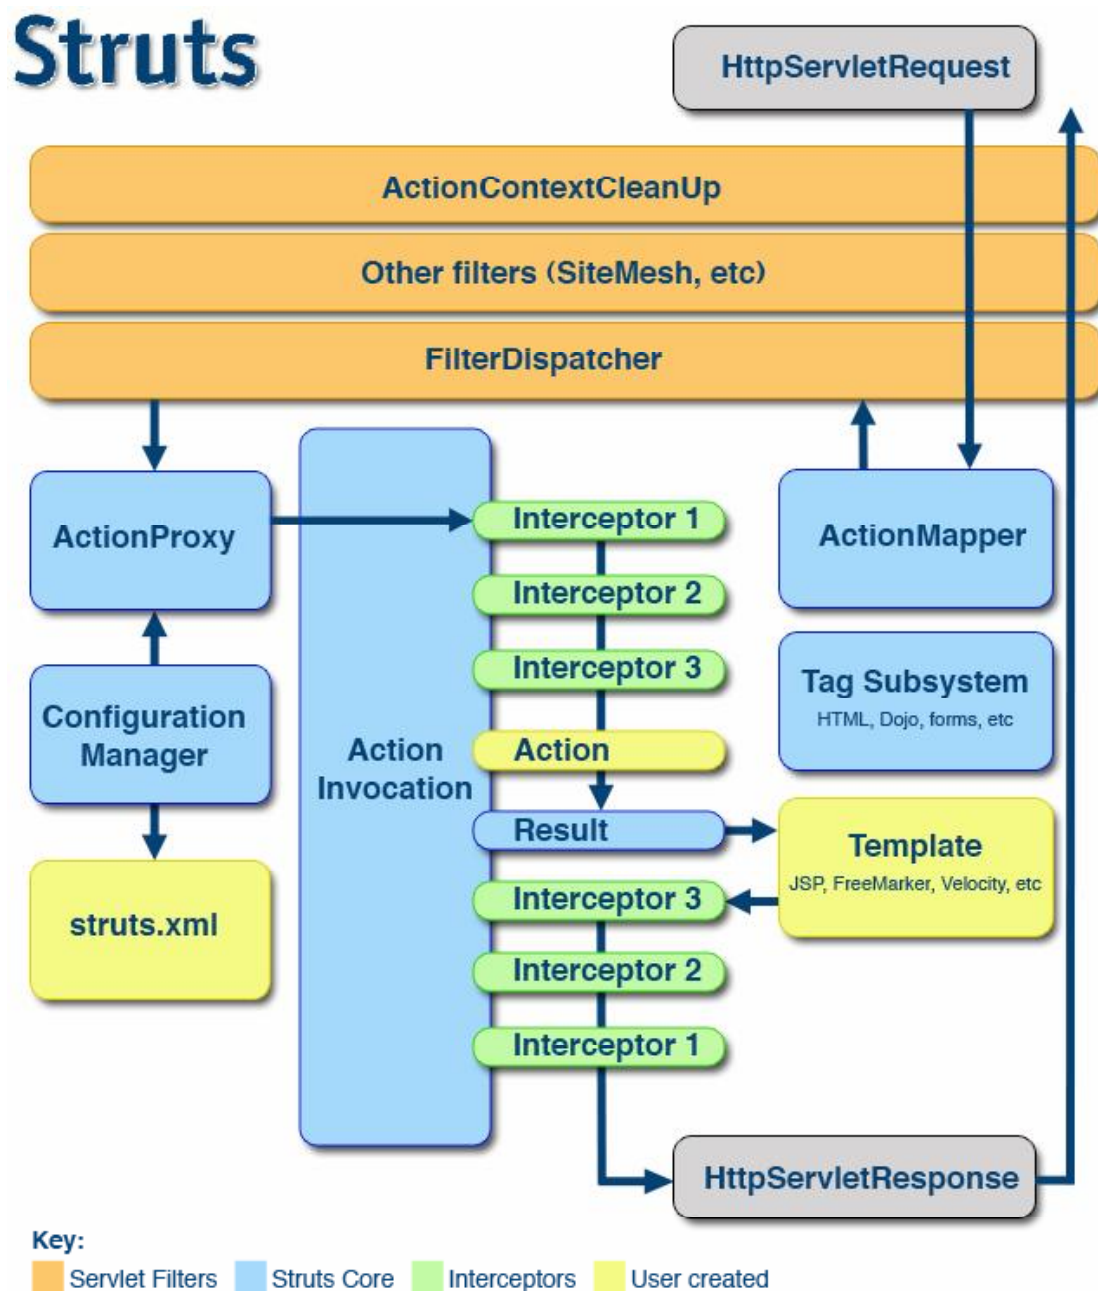 Struts
HttpServletRequest
ActionContextCleanUp
Other filters (SiteMesh, etc)
FilterDispatcher
ActionProxy
Interceptor 1
ActionMapper
Interceptor 2
Interceptor 3
Tag Subsystem
HTML, Dojo, forms, etc
Configuration
Manager
Action
Invocation
Action
Result
Template
JSP, FreeMarker, Velocity, etc
struts.xml
Interceptor 3
Interceptor 2
Interceptor 1
HttpServletResponse
Key:
Servlet Filters
Struts Core
Interceptors
User created